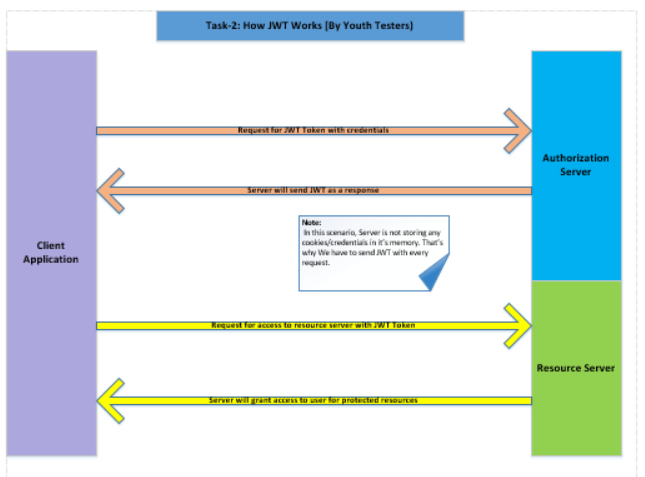 Task-2: How JWT Works [By Youth Testers)
Request for JWT Token with credentials
Authorization
Server
Server will send JWT as a response
Note:
In this scenario, Server is not storing any
cookies/credentials in it's memory. That's
why We have to send JWT with every
request.
Client
Application
Request for access to resource server with JWT Token
Resource Server
Server will grant access to user for protected resources